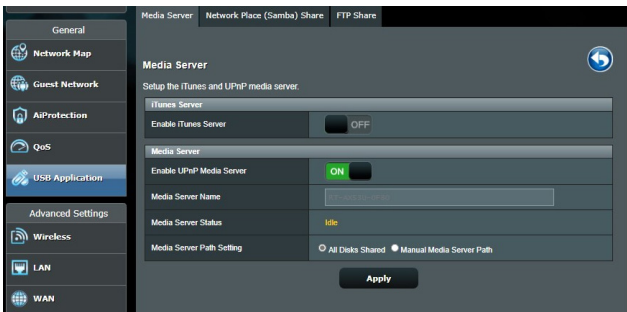 Media Server Network Place (Samba) Share FTP Share
General
Network Map
Guest Network
AiProtection
QoS
USB Application
Advanced Settings
Wireless
LAN
WAN
Media Server
Setup the iTunes and UPnP media server.
iTunes Server
Enable iTunes Server OFF
Media Server
Enable UPnP Media Server ON
Media Server Name
Media Server Status Idle
Media Server Path Setting All Disks Shared Manual Media Server Path
Apply